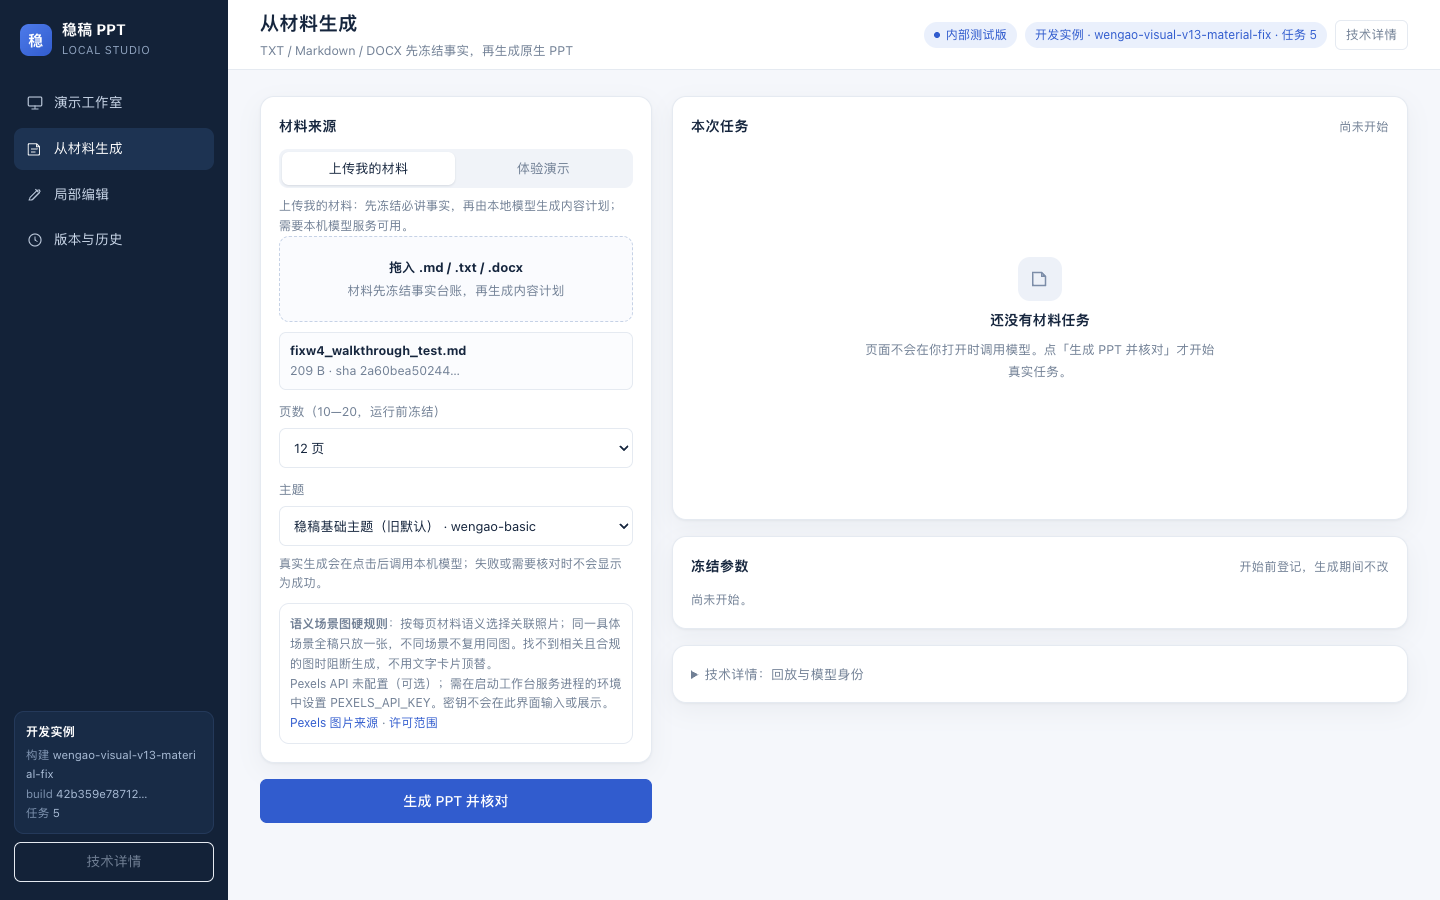 稳
稳稿 PPT
LOCAL STUDIO
演示工作室
从材料生成
局部编辑
版本与历史
开发实例
构建 wengao-visual-v13-materi
al-fix
build 42b359e78712…
任务 5
技术详情
从材料生成
TXT / Markdown / DOCX 先冻结事实，再生成原生 PPT
内部测试版
开发实例 · wengao-visual-v13-material-fix · 任务 5
技术详情
材料来源
上传我的材料
体验演示
上传我的材料：先冻结必讲事实，再由本地模型生成内容计划；
需要本机模型服务可用。
拖入 .md / .txt / .docx
材料先冻结事实台账，再生成内容计划
fixw4_walkthrough_test.md
209 B · sha 2a60bea50244…
页数（10—20，运行前冻结）
12 页
主题
稳稿基础主题（旧默认） · wengao-basic
真实生成会在点击后调用本机模型；失败或需要核对时不会显示
为成功。
语义场景图硬规则：按每页材料语义选择关联照片；同一具体
场景全稿只放一张，不同场景不复用同图。找不到相关且合规
的图时阻断生成，不用文字卡片顶替。
Pexels API 未配置（可选）；需在启动工作台服务进程的环境
中设置 PEXELS_API_KEY。密钥不会在此界面输入或展示。
Pexels 图片来源 · 许可范围
生成 PPT 并核对
本次任务
尚未开始
还没有材料任务
页面不会在你打开时调用模型。点「生成 PPT 并核对」才开始
真实任务。
冻结参数
开始前登记，生成期间不改
尚未开始。
技术详情：回放与模型身份